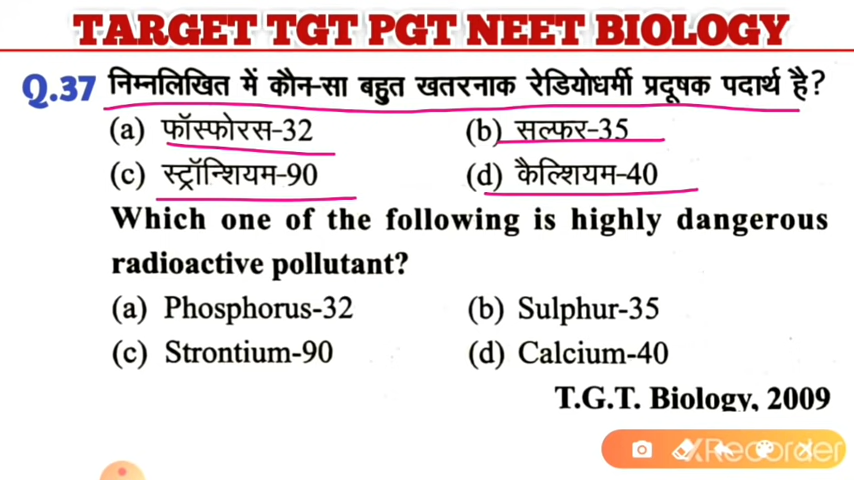 TARGET TGT PGT NEET BIOLOGY
Q.37 निम्नलिखित में कौन-सा बहुत खतरनाक रेडियोधर्मी प्रदूषक पदार्थ है?
(a) फॉस्फोरस-32 (b) सल्फर-35
(c) स्ट्रॉन्शियम-90 (d) कैल्शियम-40
Which one of the following is highly dangerous
radioactive pollutant?
(a) Phosphorus-32 (b) Sulphur-35
(c) Strontium-90 (d) Calcium-40
T.G.T. Biology, 2009
XRecorder